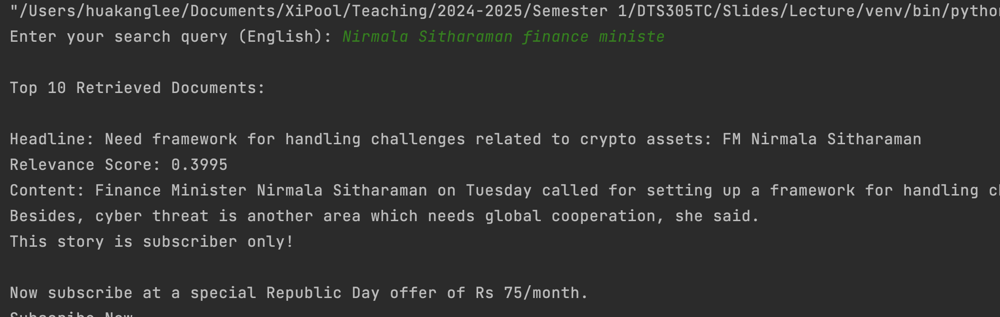 "/Users/huakanglee/Documents/XiPool/Teaching/2024-2025/Semester 1/DTS305TC/Slides/Lecture/venv/bin/python
Enter your search query (English): Nirmala Sitharaman finance ministe
Top 10 Retrieved Documents:
Headline: Need framework for handling challenges related to crypto assets: FM Nirmala Sitharaman
Relevance Score: 0.3995
Content: Finance Minister Nirmala Sitharaman on Tuesday called for setting up a framework for handling
Besides, cyber threat is another area which needs global cooperation, she said.
This story is subscriber only!
Now subscribe at a special Republic Day offer of Rs 75/month.
Subscribe Now